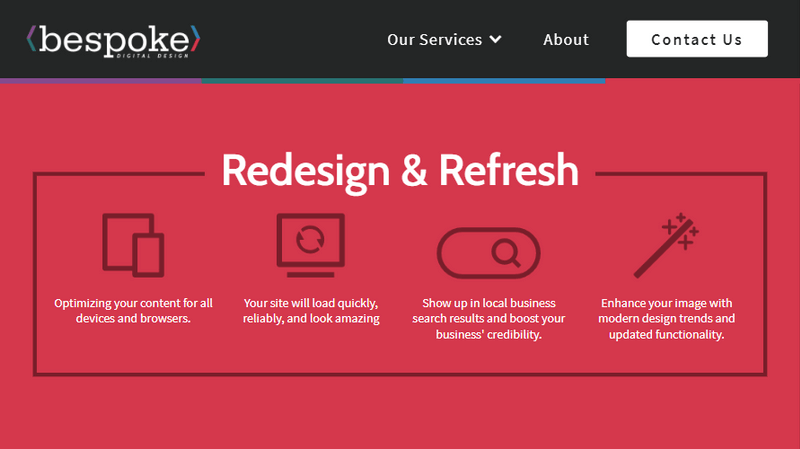 bespoke
DIGITAL DESIGN
Our Services
About
Contact Us
Redesign & Refresh
Optimizing your content for all
devices and browsers.
Your site will load quickly,
reliably, and look amazing
Show up in local business
search results and boost your
business' credibility.
Enhance your image with
modern design trends and
updated functionality.